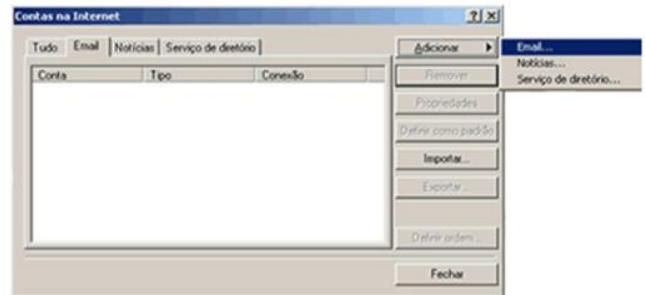 Contas na Internet
Tudo Email Notícias Serviço de diretório
Conta Tipo Conexão
Adicionar
Remover
Propriedades
Definir como padrão
Importar...
Exportar...
Definir ordem...
Fechar
Email...
Notícias...
Serviço de diretório...